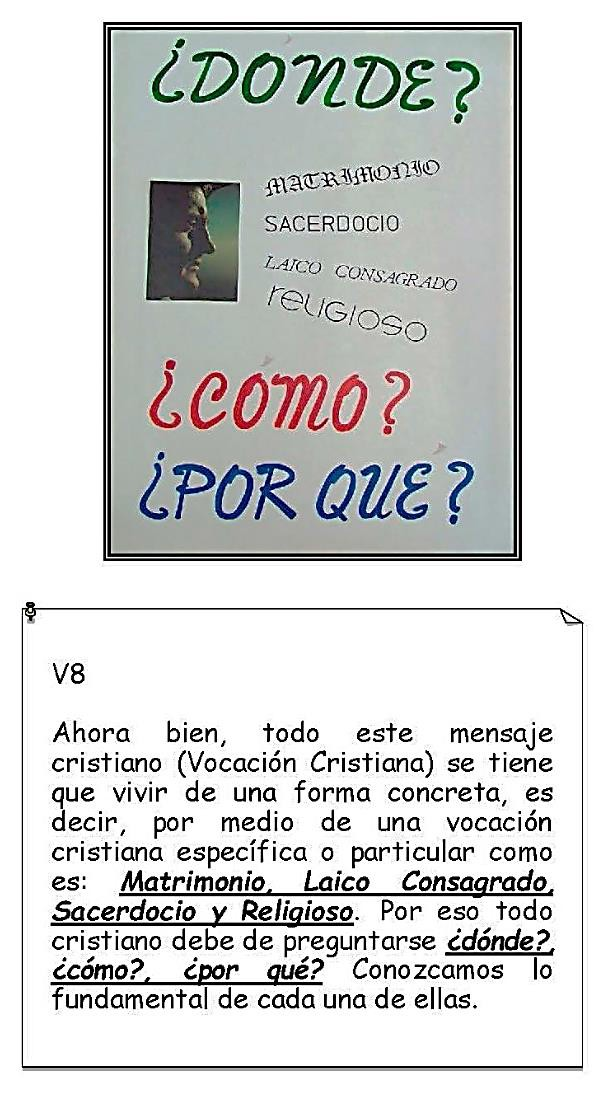 ¿DONDE?
MATRIMONIO
SACERDOCIO
LAICO CONSAGRADO
RELIGIOSO
¿CÓMO?
¿POR QUÉ?
V8
Ahora bien, todo este mensaje
cristiano (Vocación Cristiana) se tiene
que vivir de una forma concreta, es
decir, por medio de una vocación
cristiana específica o particular como
es: Matrimonio, Laico Consagrado,
Sacerdocio y Religioso. Por eso todo
cristiano debe de preguntarse ¿dónde?,
¿cómo?, ¿por qué? Conozcamos lo
fundamental de cada una de ellas.